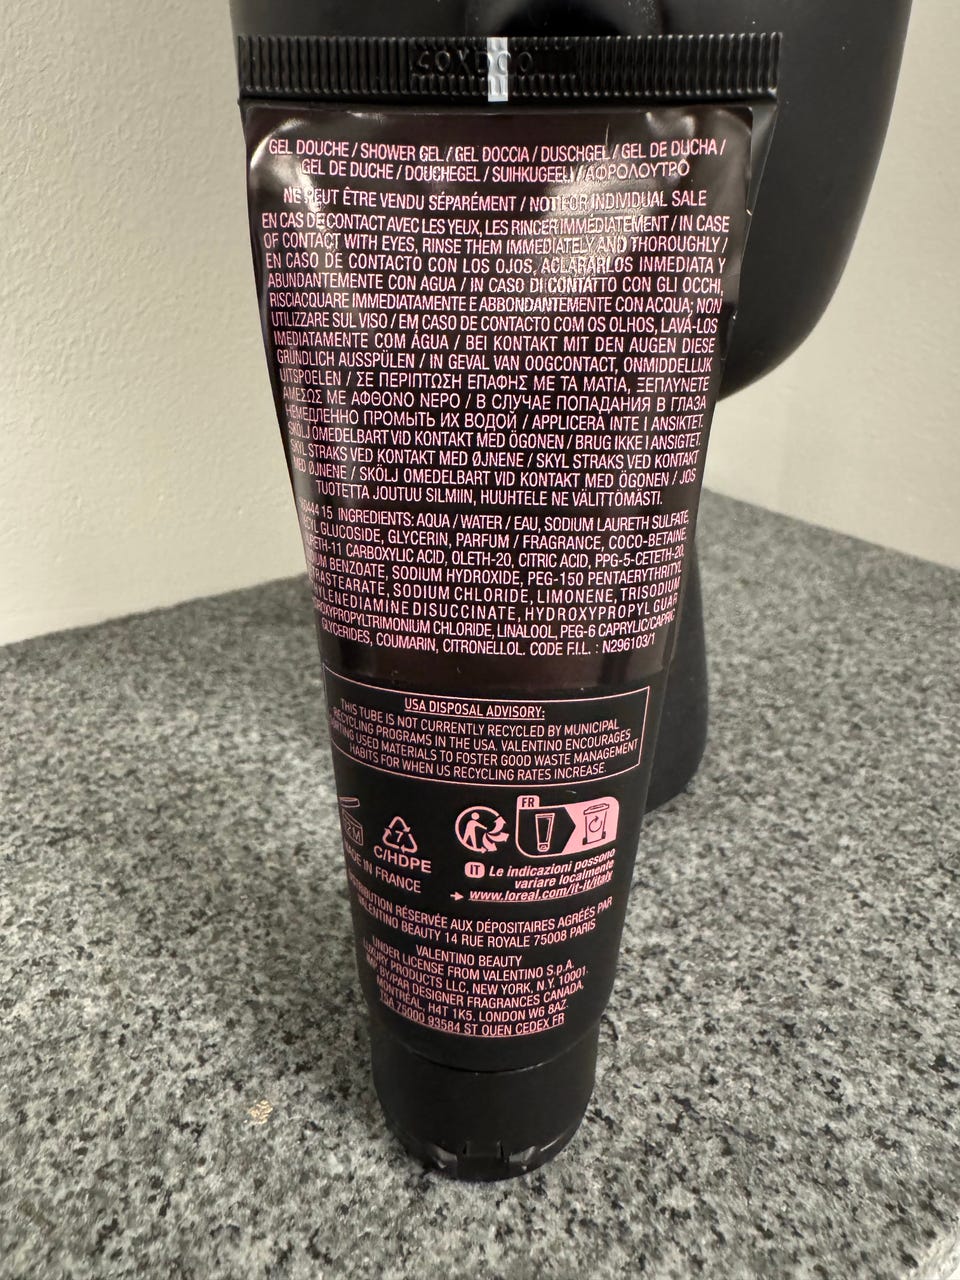 GEL DOUCHE / SHOWER GEL / GEL DOCCIA / DUSCHGEL / GEL DE DUCHA /
GEL DE DUCHE / DOUCHEGEL / SUIHKUGEELI / ΑΦΡΟΛΟΥΤΡΟ
NE PEUT ÊTRE VENDU SÉPARÉMENT / NOT FOR INDIVIDUAL SALE
EN CAS DE CONTACT AVEC LES YEUX, LES RINCER IMMÉDIATEMENT / IN CASE
OF CONTACT WITH EYES, RINSE THEM IMMEDIATELY AND THOROUGHLY /
EN CASO DE CONTACTO CON LOS OJOS, ACLARARLOS INMEDIATA Y
ABUNDANTEMENTE CON AGUA / IN CASO DI CONTATTO CON GLI OCCHI,
RISCIACQUARE IMMEDIATAMENTE E ABBONDANTEMENTE CON ACQUA; NON
UTILIZZARE SUL VISO / EM CASO DE CONTACTO COM OS OLHOS, LAVÁ-LOS
IMEDIATAMENTE COM ÁGUA / BEI KONTAKT MIT DEN AUGEN DIESE
GRÜNDLICH AUSSPÜLEN / IN GEVAL VAN OOGCONTACT, ONMIDDELLIJK
UITSPOELEN / ΣΕ ΠΕΡΙΠΤΩΣΗ ΕΠΑΦΗΣ ΜΕ ΤΑ ΜΑΤΙΑ, ΞΕΠΛΥΝΕΤΕ
ΑΜΕΣΩΣ ΜΕ ΑΦΘΟΝΟ ΝΕΡΟ / В СЛУЧАЕ ПОПАДАНИЯ В ГЛАЗА
НЕМЕДЛЕННО ПРОМЫТЬ ИХ ВОДОЙ / APPLICERA INTE I ANSIKTET.
SKÖLJ OMEDELBART VID KONTAKT MED ÖGONEN / BRUG IKKE I ANSIGTET.
SKYL STRAKS VED KONTAKT MED ØJNENE / SKYL STRAKS VED KONTAKT
MED ØJNENE / SKÖLJ OMEDELBART VID KONTAKT MED ÖGONEN / JOS
TUOTETTA JOUTUU SILMIIN, HUUHTELE NE VÄLITTÖMÄSTI.
15 INGREDIENTS: AQUA / WATER / EAU, SODIUM LAURETH SULFATE,
GLUCOSIDE, GLYCERIN, PARFUM / FRAGRANCE, COCO-BETAINE,
CARBOXYLIC ACID, OLETH-20, CITRIC ACID, PPG-5-CETETH-20,
BENZOATE, SODIUM HYDROXIDE, PEG-150 PENTAERYTHRITYL
SODIUM CHLORIDE, LIMONENE, TRISODIUM
DISUCCINATE, HYDROXYPROPYL GUAR
CHLORIDE, LINALOOL, PEG-6 CAPRYLIC/CAPRIC
GLYCERIDES, COUMARIN, CITRONELLOL. CODE F.I.L. : N296103/1
USA DISPOSAL ADVISORY:
THIS TUBE IS NOT CURRENTLY RECYCLED BY MUNICIPAL
RECYCLING PROGRAMS IN THE USA. VALENTINO ENCOURAGES
USED MATERIALS TO FOSTER GOOD WASTE MANAGEMENT
HABITS FOR WHEN US RECYCLING RATES INCREASE.
FR
7
C/HDPE
MADE IN FRANCE
IT Le indicazioni possono
variare localmente
www.loreal.com/it-it/italy
DISTRIBUTION RÉSERVÉE AUX DÉPOSITAIRES AGRÉÉS PAR
VALENTINO BEAUTY 14 RUE ROYALE 75008 PARIS
VALENTINO BEAUTY
UNDER LICENSE FROM VALENTINO S.p.A.
LUXURY PRODUCTS LLC, NEW YORK, N.Y. 10001.
BY/PAR DESIGNER FRAGRANCES CANADA,
MONTRÉAL, H4T 1K5. LONDON W6 8AZ.
TSA 75000 93584 ST OUEN CEDEX FR